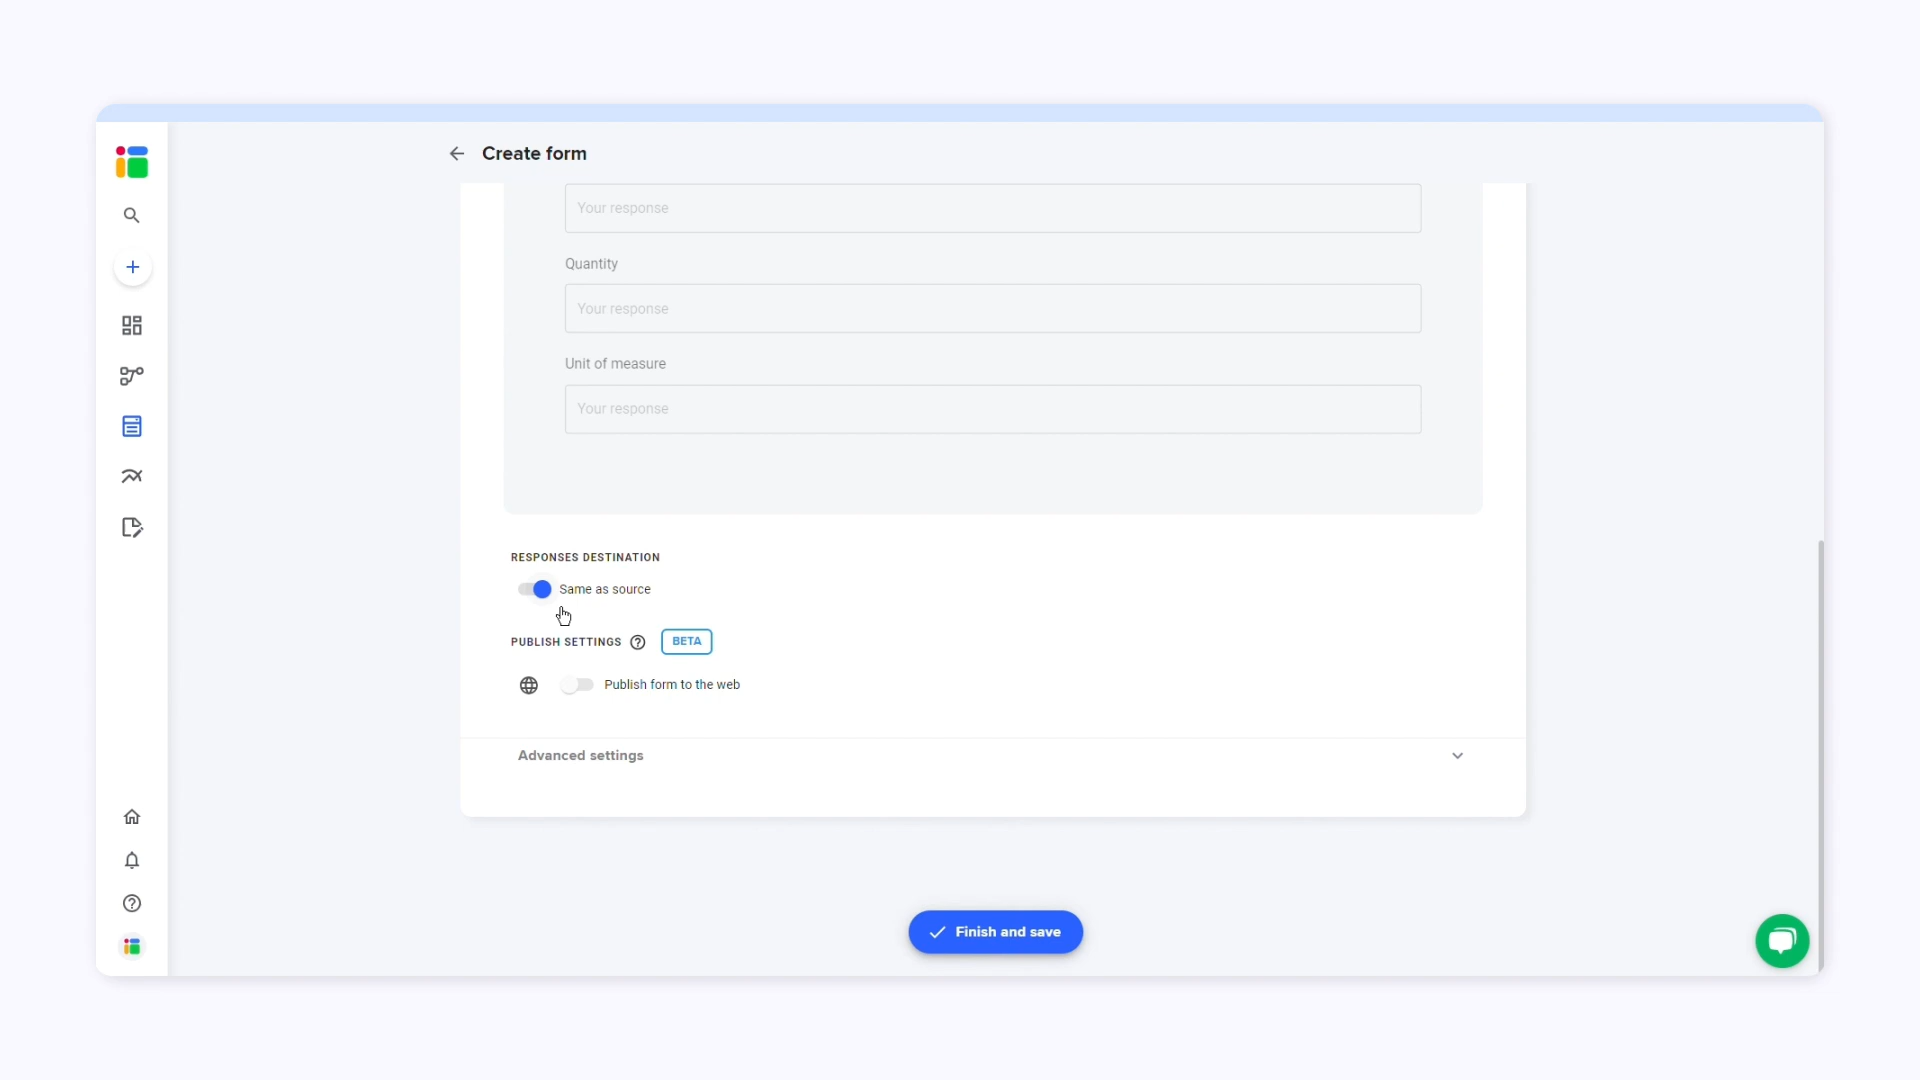 Create form
Your response
Quantity
Your response
Unit of measure
Your response
RESPONSES DESTINATION
Same as source
PUBLISH SETTINGS ? BETA
Publish form to the web
Advanced settings
Finish and save